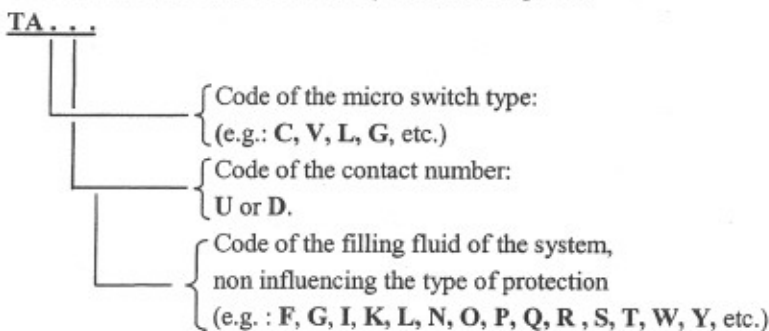 TA . . .
Code of the micro switch type:
(e.g.: C, V, L, G, etc.)
Code of the contact number:
U or D.
Code of the filling fluid of the system,
non influencing the type of protection
(e.g. : F, G, I, K, L, N, O, P, Q, R , S, T, W, Y, etc.)